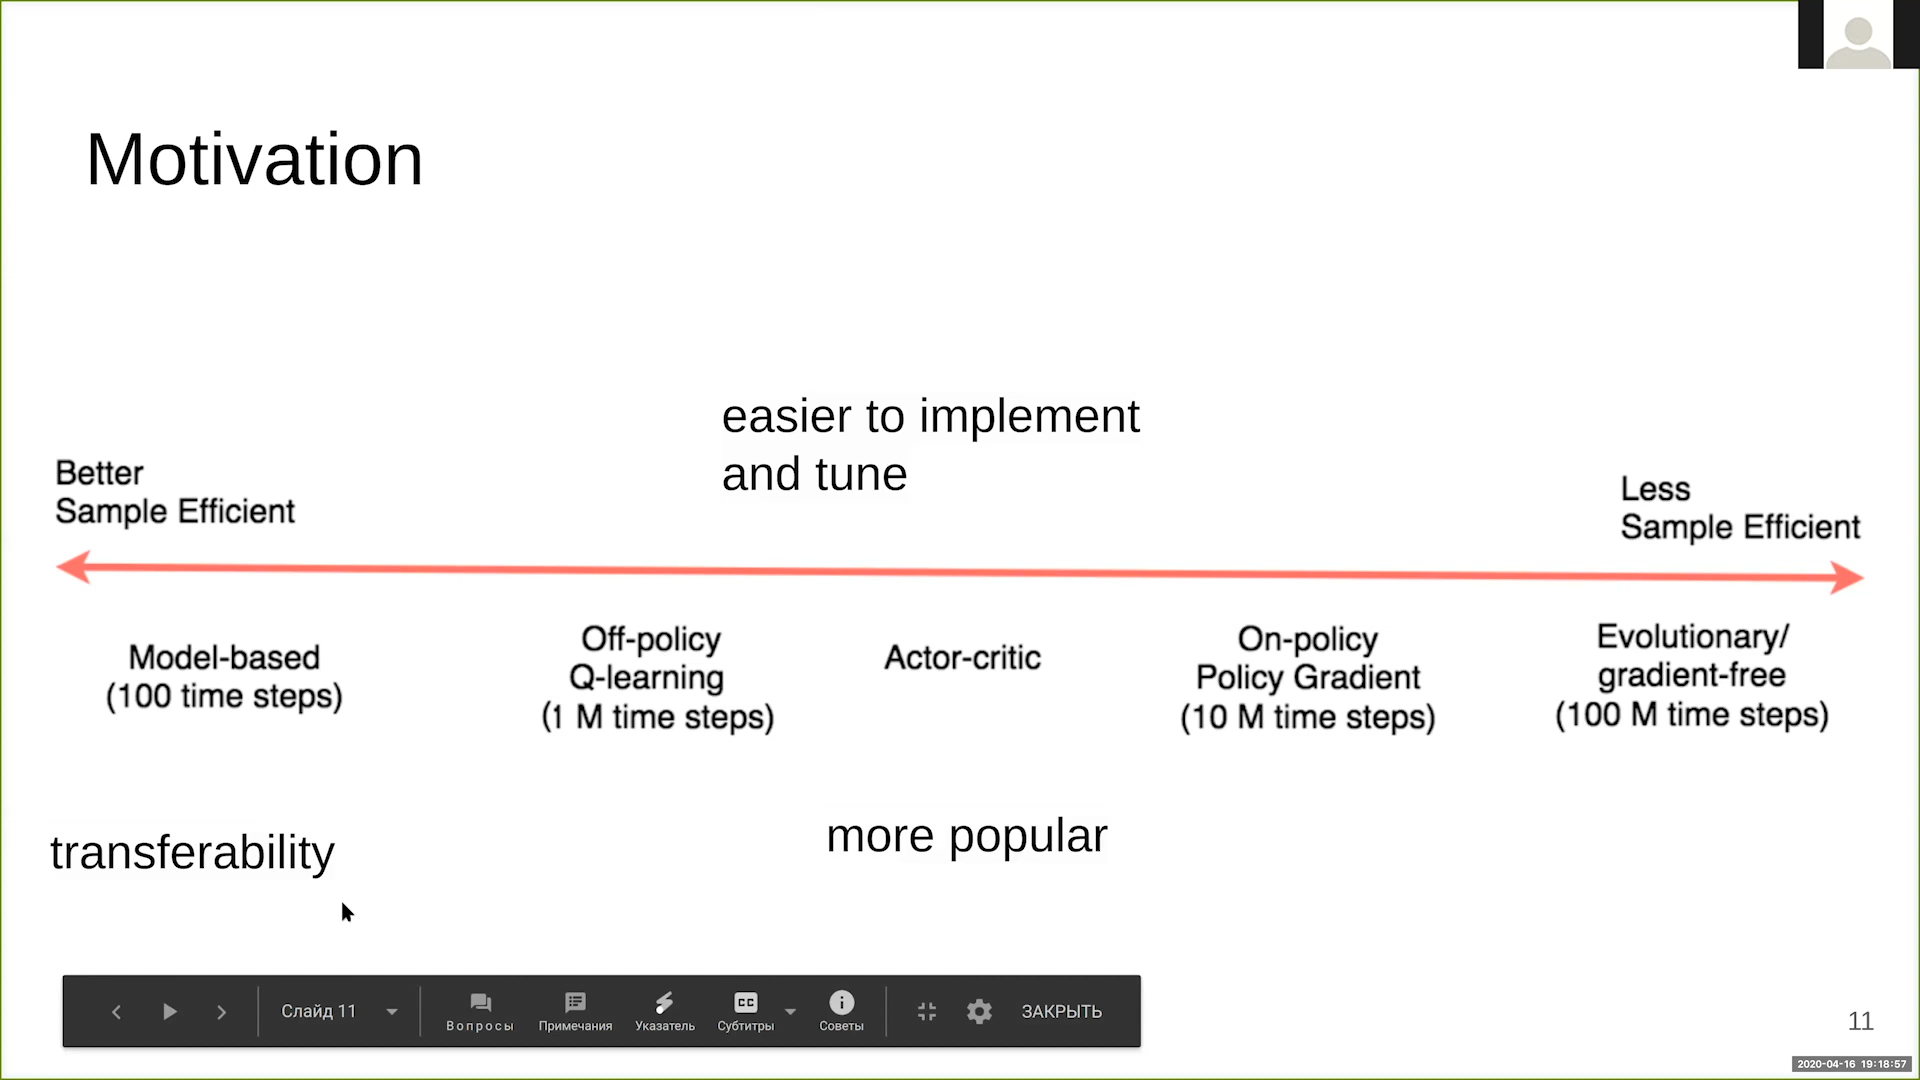 Motivation
easier to implement
and tune
Better
Sample Efficient
Less
Sample Efficient
Model-based
(100 time steps)
Off-policy
Q-learning
(1 M time steps)
Actor-critic
On-policy
Policy Gradient
(10 M time steps)
Evolutionary/
gradient-free
(100 M time steps)
transferability
more popular
Слайд 11
Вопросы
Примечания
Указатель
CC
Субтитры
Советы
ЗАКРЫТЬ
11
2020-04-16 19:18:57